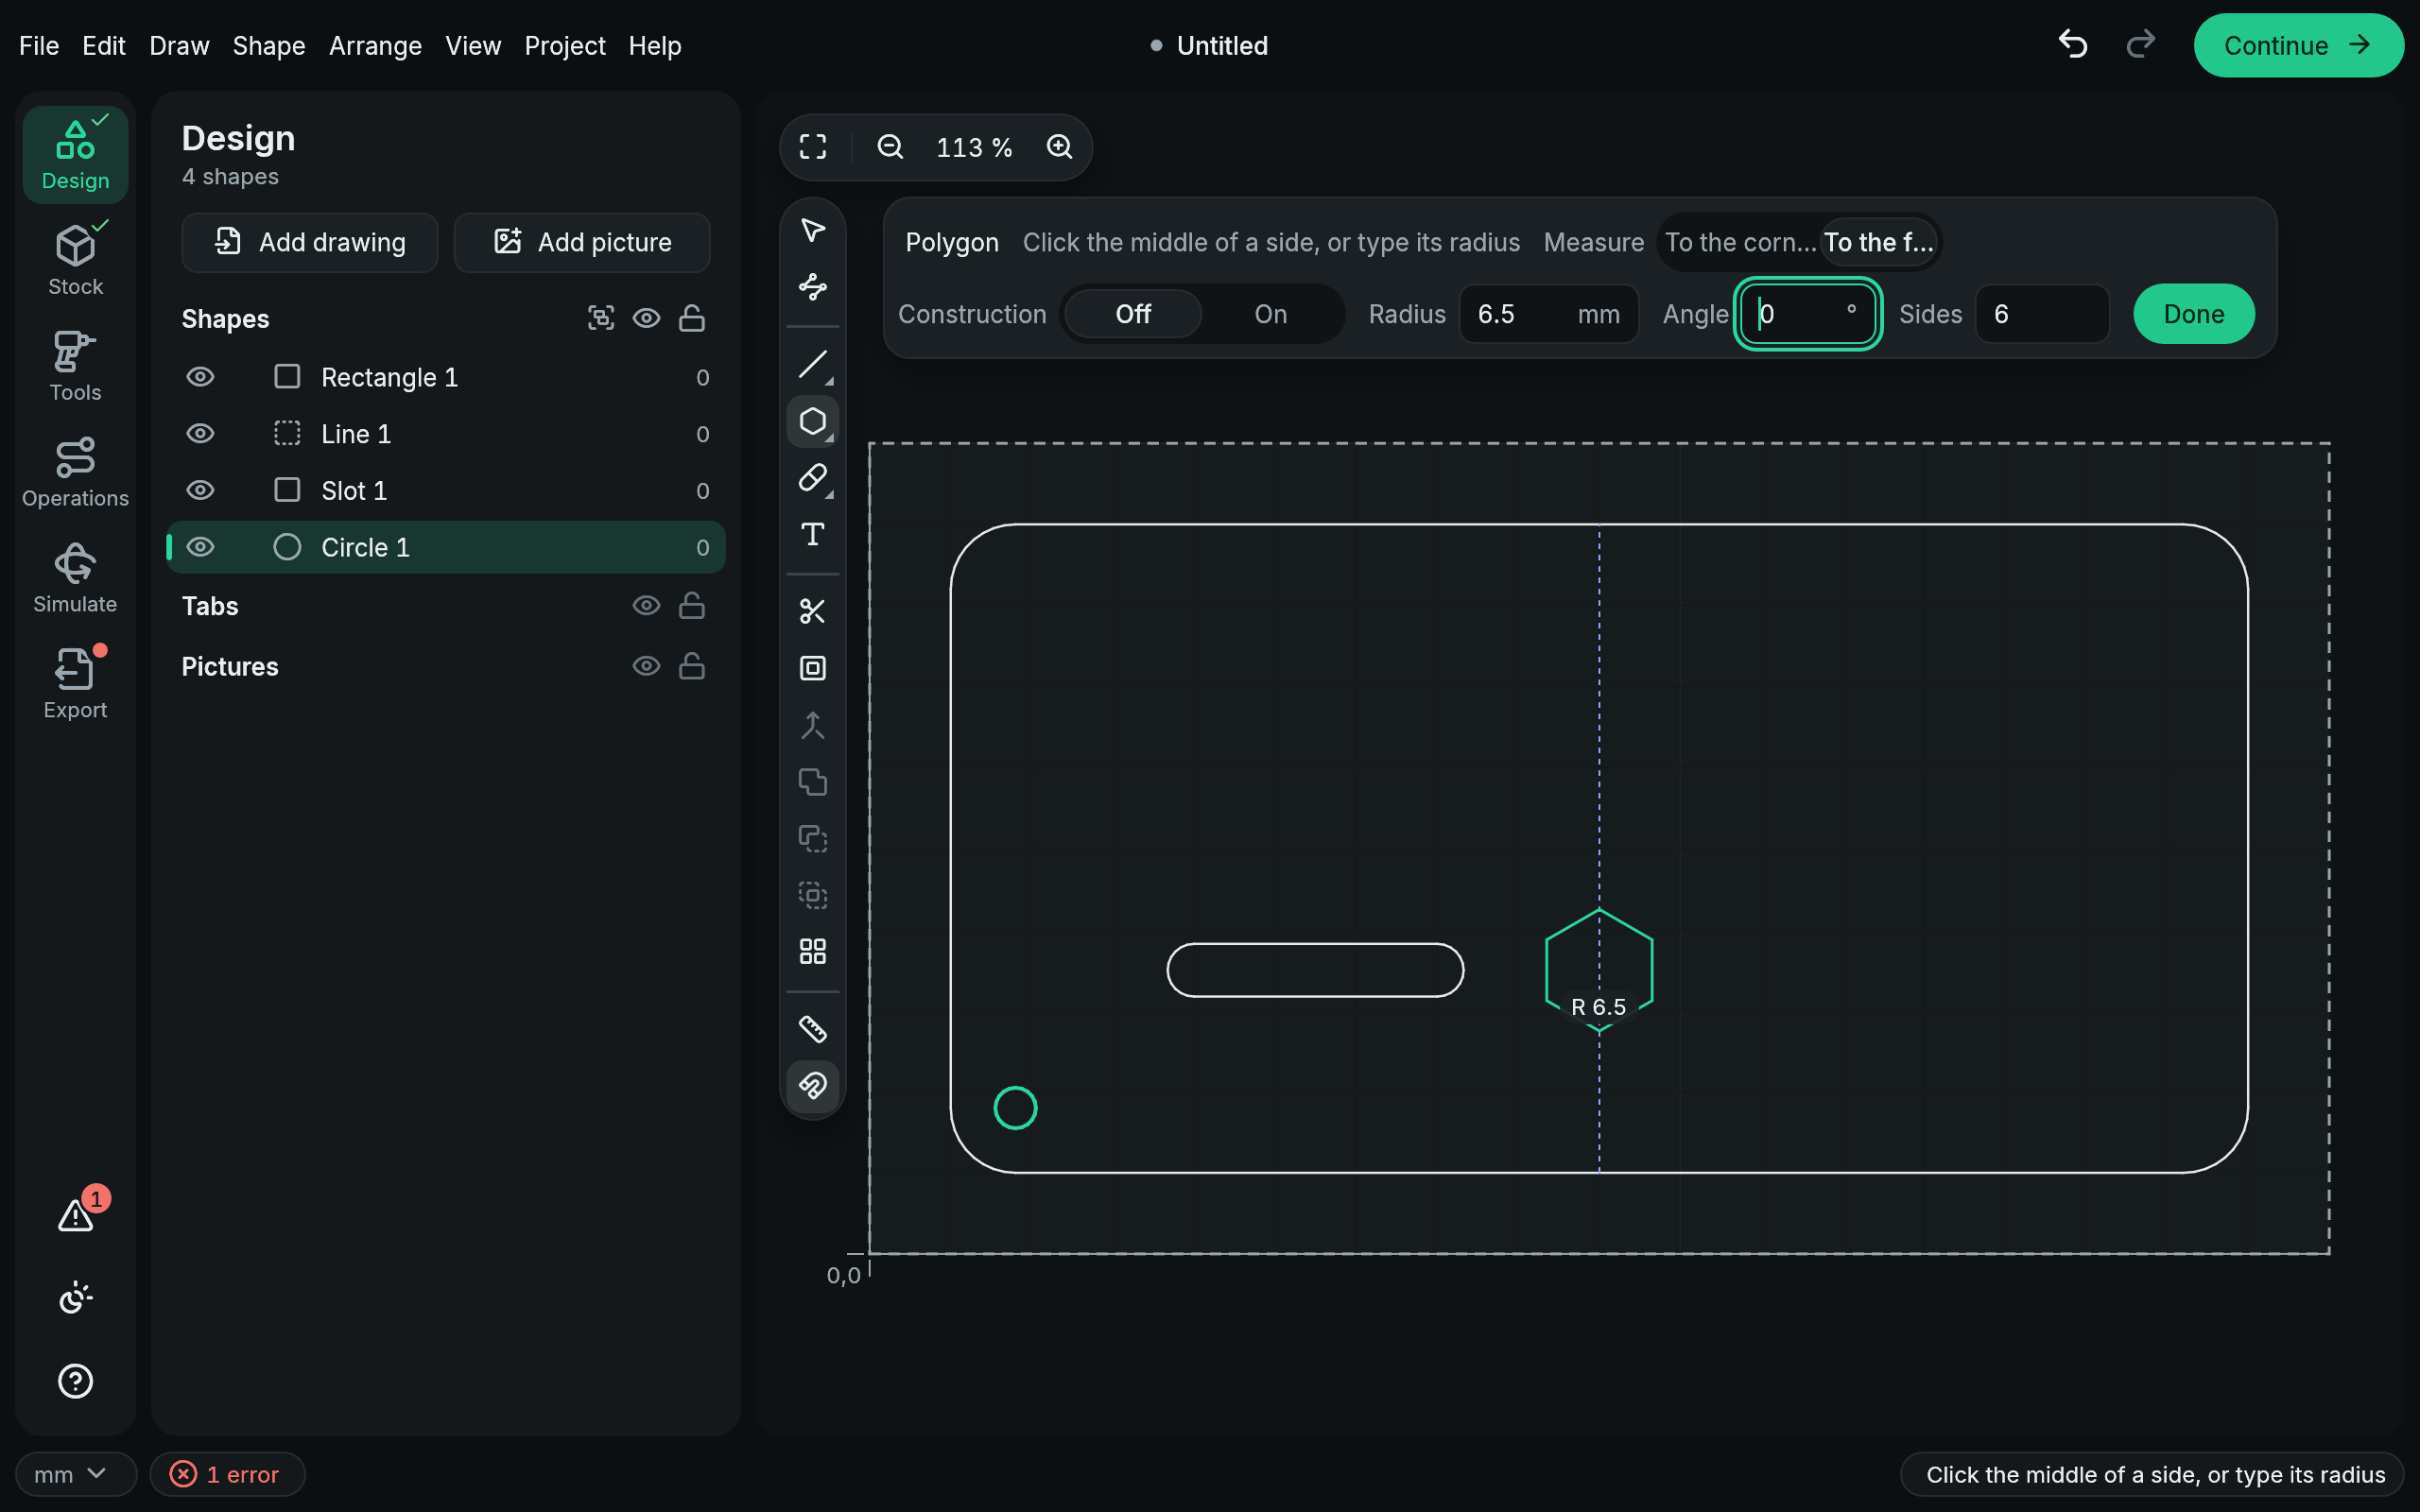 File Edit Draw Shape Arrange View Project Help
Untitled
Continue
Design
Stock
Tools
Operations
Simulate
Export
1
Design
4 shapes
Add drawing
Add picture
Shapes
Rectangle 1 0
Line 1 0
Slot 1 0
Circle 1 0
Tabs
Pictures
113 %
Polygon Click the middle of a side, or type its radius Measure To the corn... To the f...
Construction Off On Radius 6.5 mm Angle 0 ° Sides 6 Done
R 6.5
0,0
mm
1 error
Click the middle of a side, or type its radius